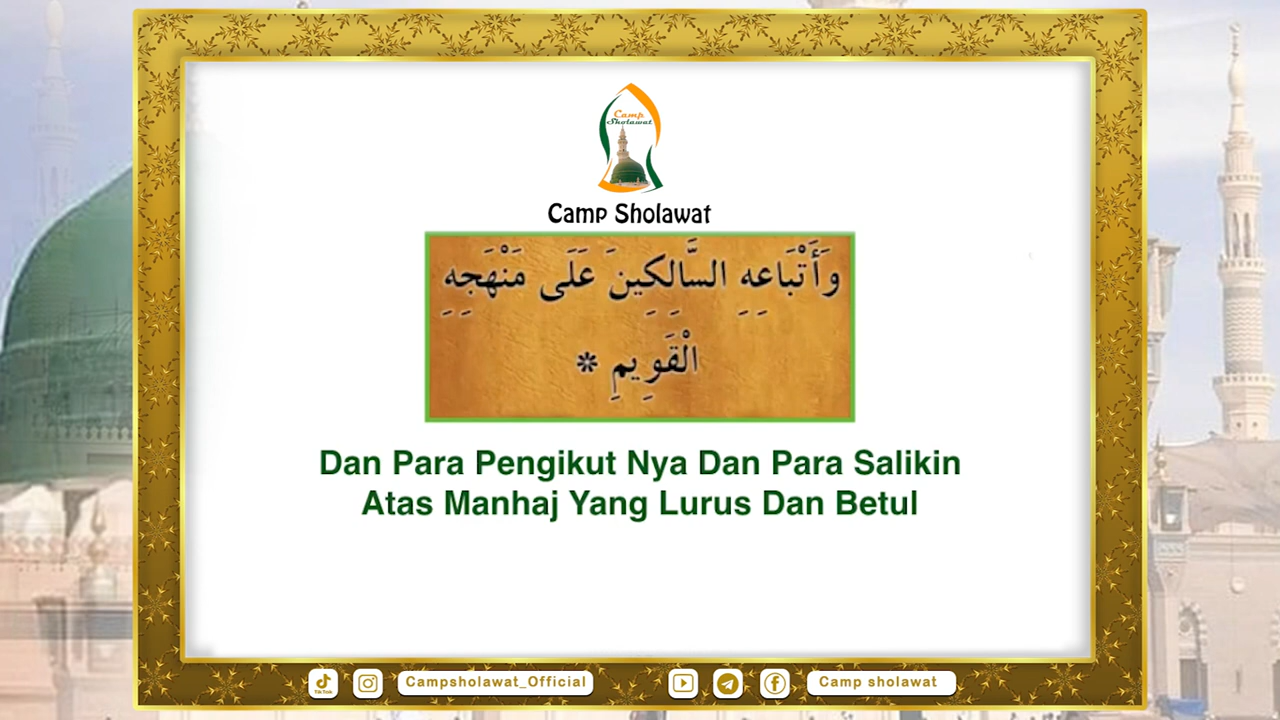 Camp
Sholawat
Camp Sholawat
وَأَتْبَاعِهِ السَّالِكِينَ عَلَى مَنْهَجِهِ
الْقَوِيمِ *
Dan Para Pengikut Nya Dan Para Salikin
Atas Manhaj Yang Lurus Dan Betul
TikTok
Campsholawat_Official
Camp sholawat